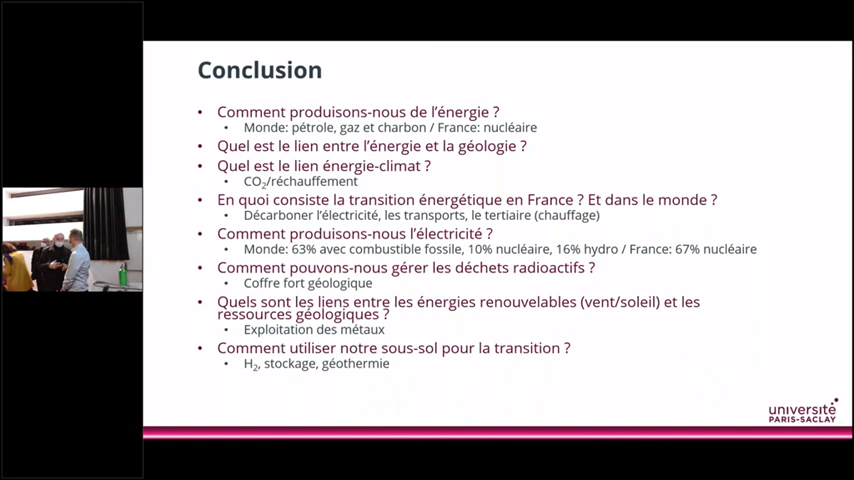 Conclusion
• Comment produisons-nous de l'énergie ?
• Monde: pétrole, gaz et charbon / France: nucléaire
• Quel est le lien entre l'énergie et la géologie ?
• Quel est le lien énergie-climat ?
• CO₂/réchauffement
• En quoi consiste la transition énergétique en France ? Et dans le monde ?
• Décarboner l'électricité, les transports, le tertiaire (chauffage)
• Comment produisons-nous l'électricité ?
• Monde: 63% avec combustible fossile, 10% nucléaire, 16% hydro / France: 67% nucléaire
• Comment pouvons-nous gérer les déchets radioactifs ?
• Coffre fort géologique
• Quels sont les liens entre les énergies renouvelables (vent/soleil) et les
ressources géologiques ?
• Exploitation des métaux
• Comment utiliser notre sous-sol pour la transition ?
• H₂, stockage, géothermie
université
PARIS-SACLAY